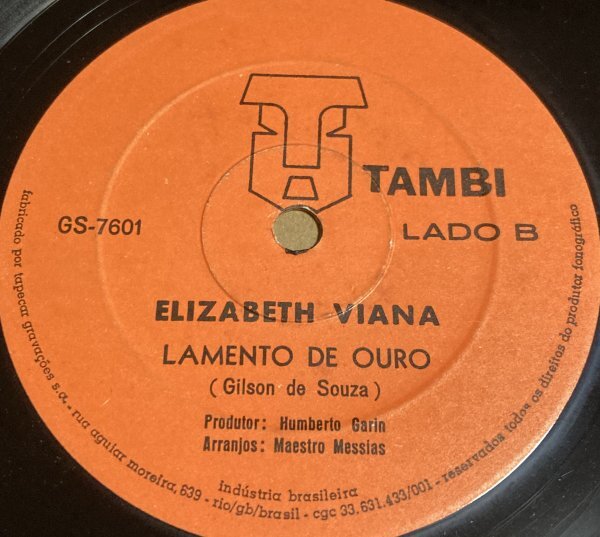 TAMBI
GS-7601
LADO B
ELIZABETH VIANA
LAMENTO DE OURO
(Gilson de Souza)
Produtor: Humberto Garin
Arranjos: Maestro Messias
indústria brasileira
fabricado por tapecar gravações s.a. - rua aguiar moreira, 639 - rio/gb/brasil - cgc 33.631.433/001 - reservados todos os direitos do produtor fonográfico